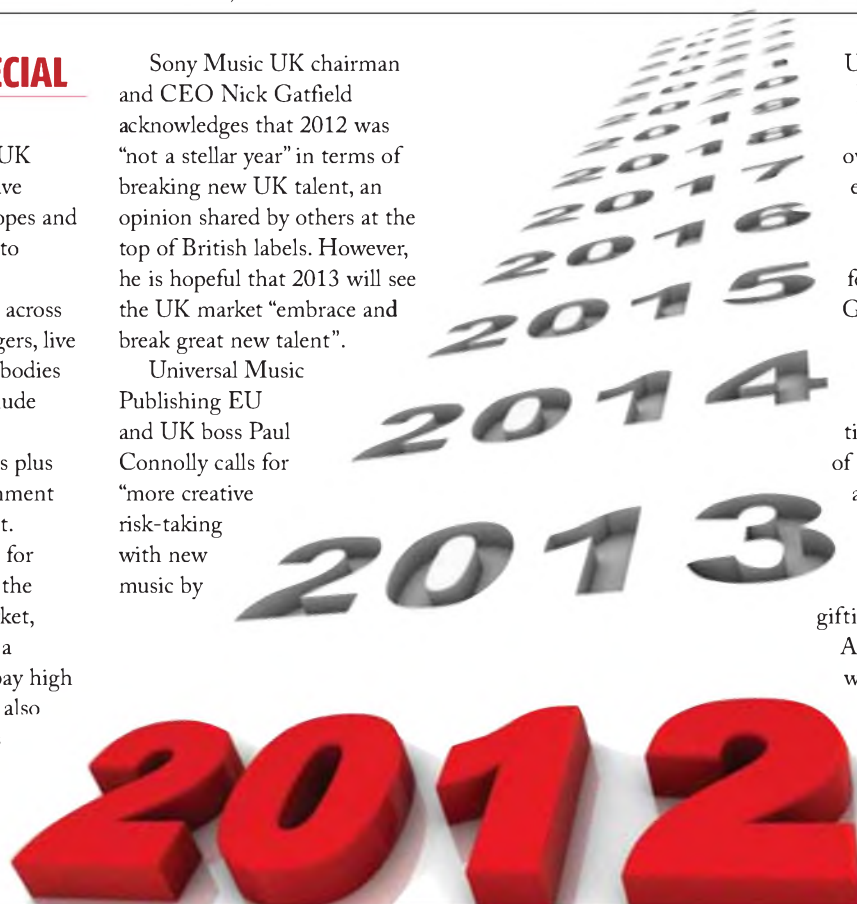 ECIAL
UK
ve
opes and
to
across
gers, live
bodies
ude
s plus
nment
t.
for
the
ket,
a
pay high
also
Sony Music UK chairman
and CEO Nick Gatfield
acknowledges that 2012 was
“not a stellar year” in terms of
breaking new UK talent, an
opinion shared by others at the
top of British labels. However,
he is hopeful that 2013 will see
the UK market “embrace and
break great new talent”.
Universal Music
Publishing EU
and UK boss Paul
Connolly calls for
“more creative
risk-taking
with new
music by
2020
2019
2018
2017
2016
2015
2014
2013
2012
U
ov
e
fo
G
ti
of
a
gifti
A
w